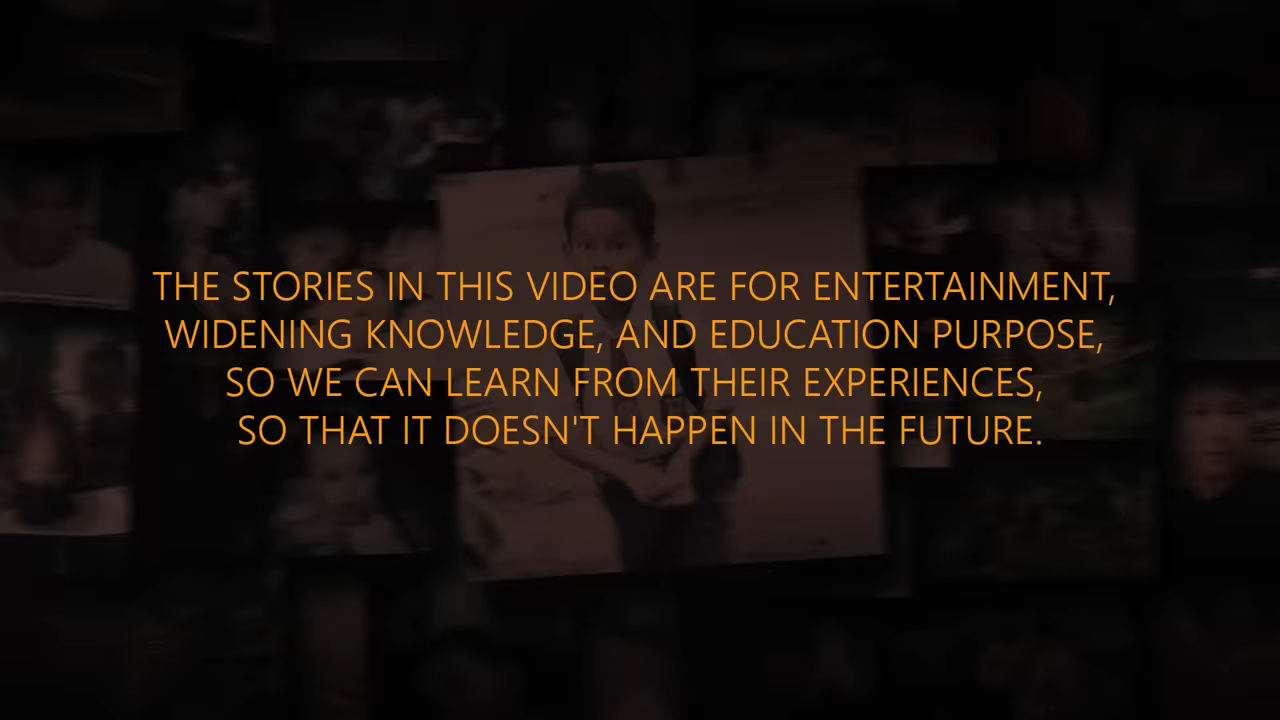 THE STORIES IN THIS VIDEO ARE FOR ENTERTAINMENT,
WIDENING KNOWLEDGE, AND EDUCATION PURPOSE,
SO WE CAN LEARN FROM THEIR EXPERIENCES,
SO THAT IT DOESN'T HAPPEN IN THE FUTURE.